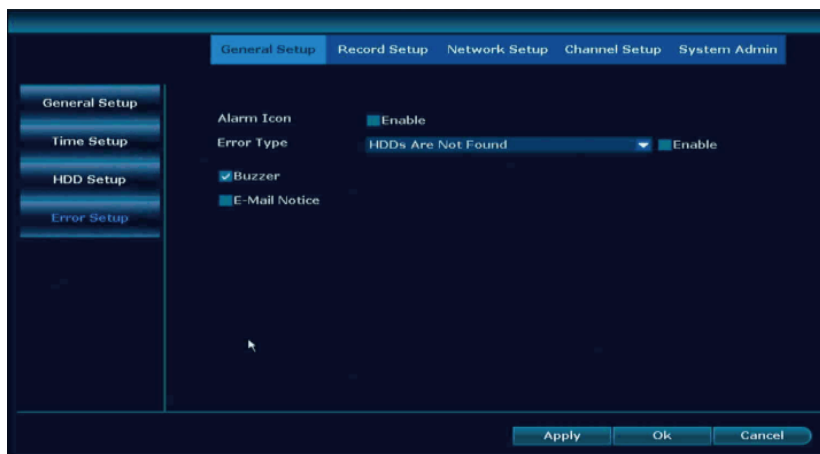 General Setup Record Setup Network Setup Channel Setup System Admin
General Setup
Time Setup
HDD Setup
Error Setup
Alarm Icon Enable
Error Type HDDs Are Not Found Enable
Buzzer
E-Mail Notice
Apply Ok Cancel